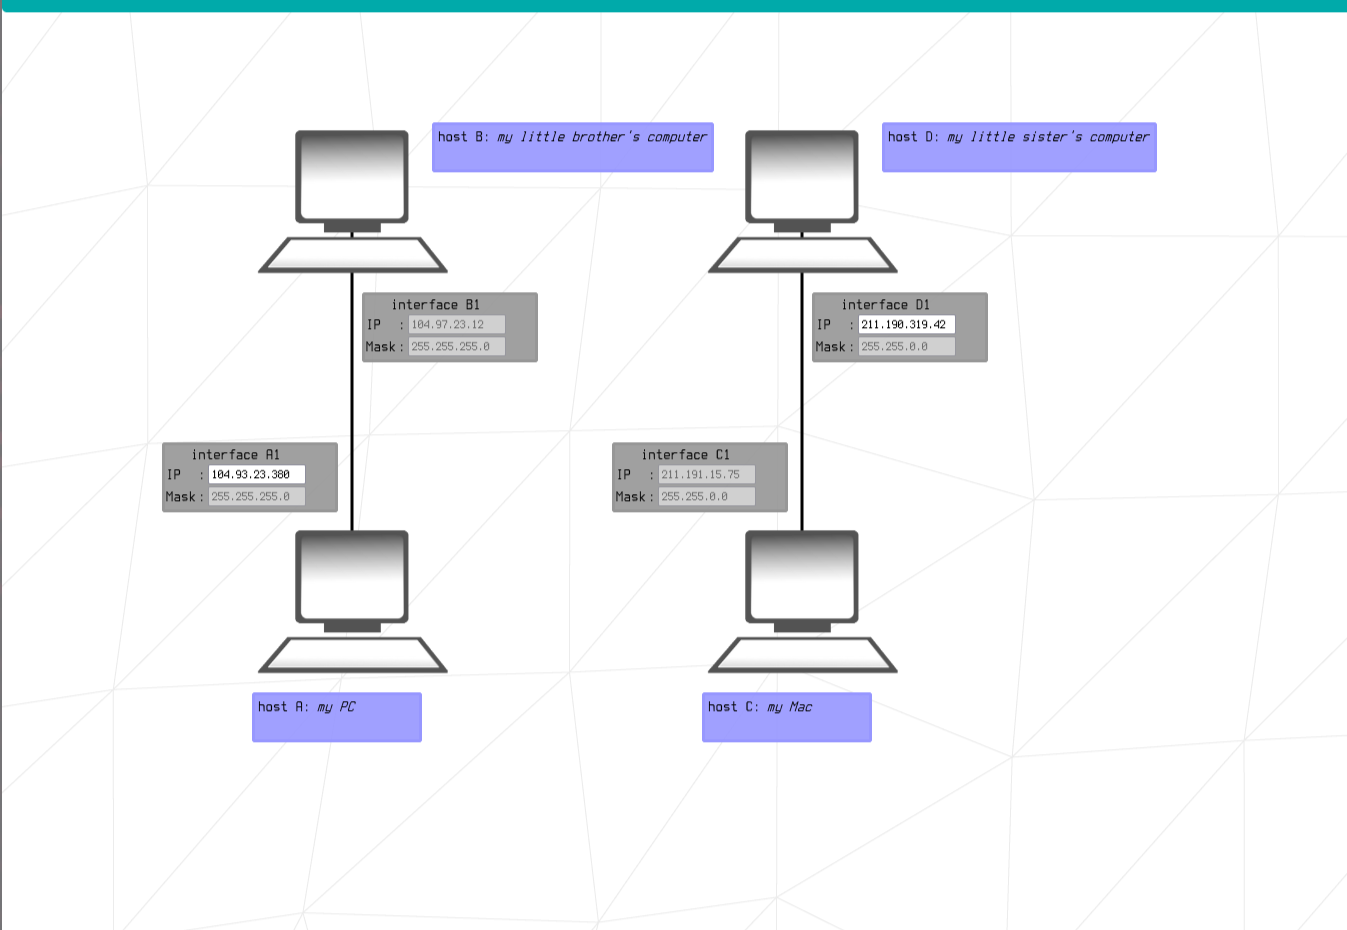 host B: my little brother's computer
host D: my little sister's computer
interface B1
IP : 104.97.23.12
Mask: 255.255.255.0
interface D1
IP : 211.190.319.42
Mask: 255.255.0.0
interface A1
IP : 104.93.23.380
Mask: 255.255.255.0
interface C1
IP : 211.191.15.75
Mask: 255.255.0.0
host A: my PC
host C: my Mac